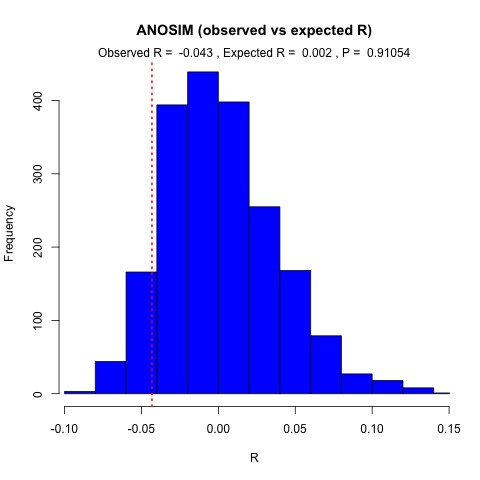 ANOSIM (observed vs expected R)
Observed R =  -0.043 , Expected R =  0.002 , P =  0.91054
Frequency
400
300
200
100
0
-0.10 -0.05 0.00 0.05 0.10 0.15
R